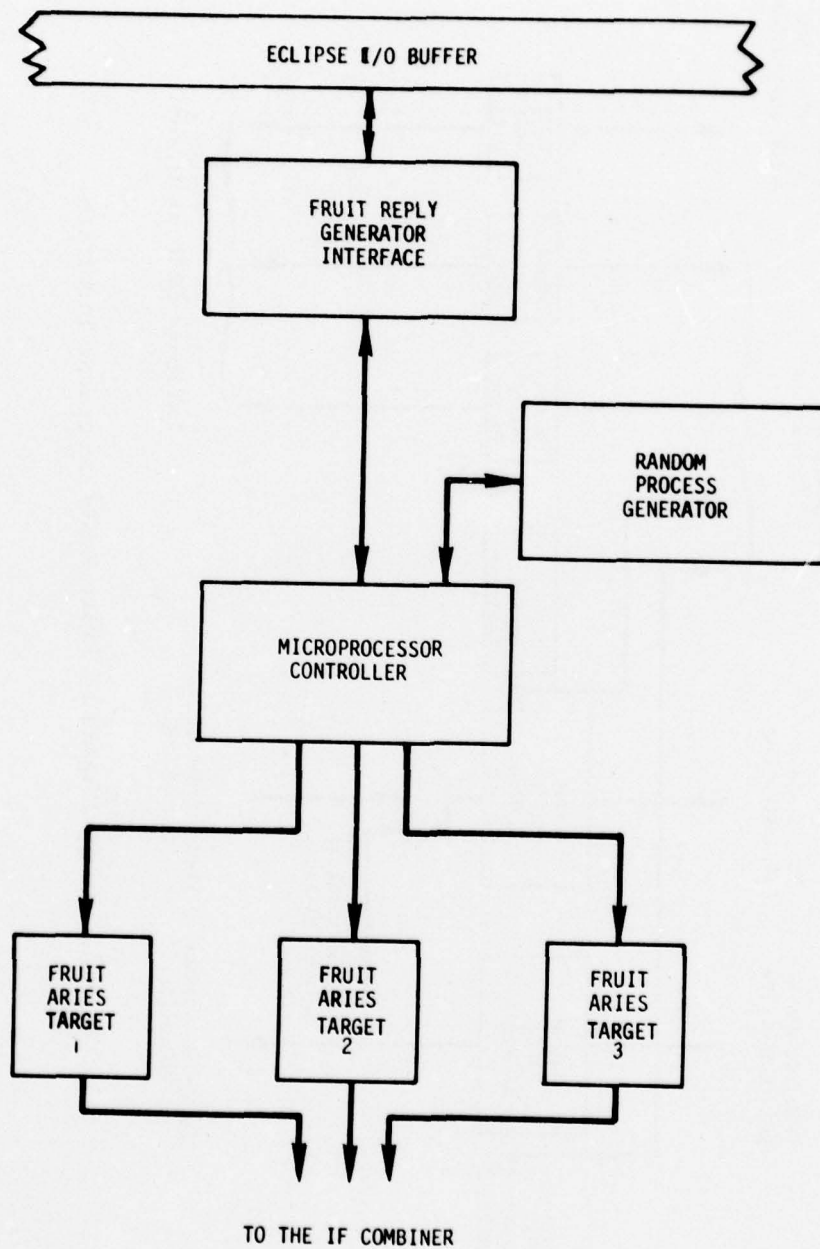 ECLIPSE I/O BUFFER
FRUIT REPLY
GENERATOR
INTERFACE
RANDOM
PROCESS
GENERATOR
MICROPROCESSOR
CONTROLLER
FRUIT
ARIES
TARGET
1
FRUIT
ARIES
TARGET
2
FRUIT
ARIES
TARGET
3
TO THE IF COMBINER